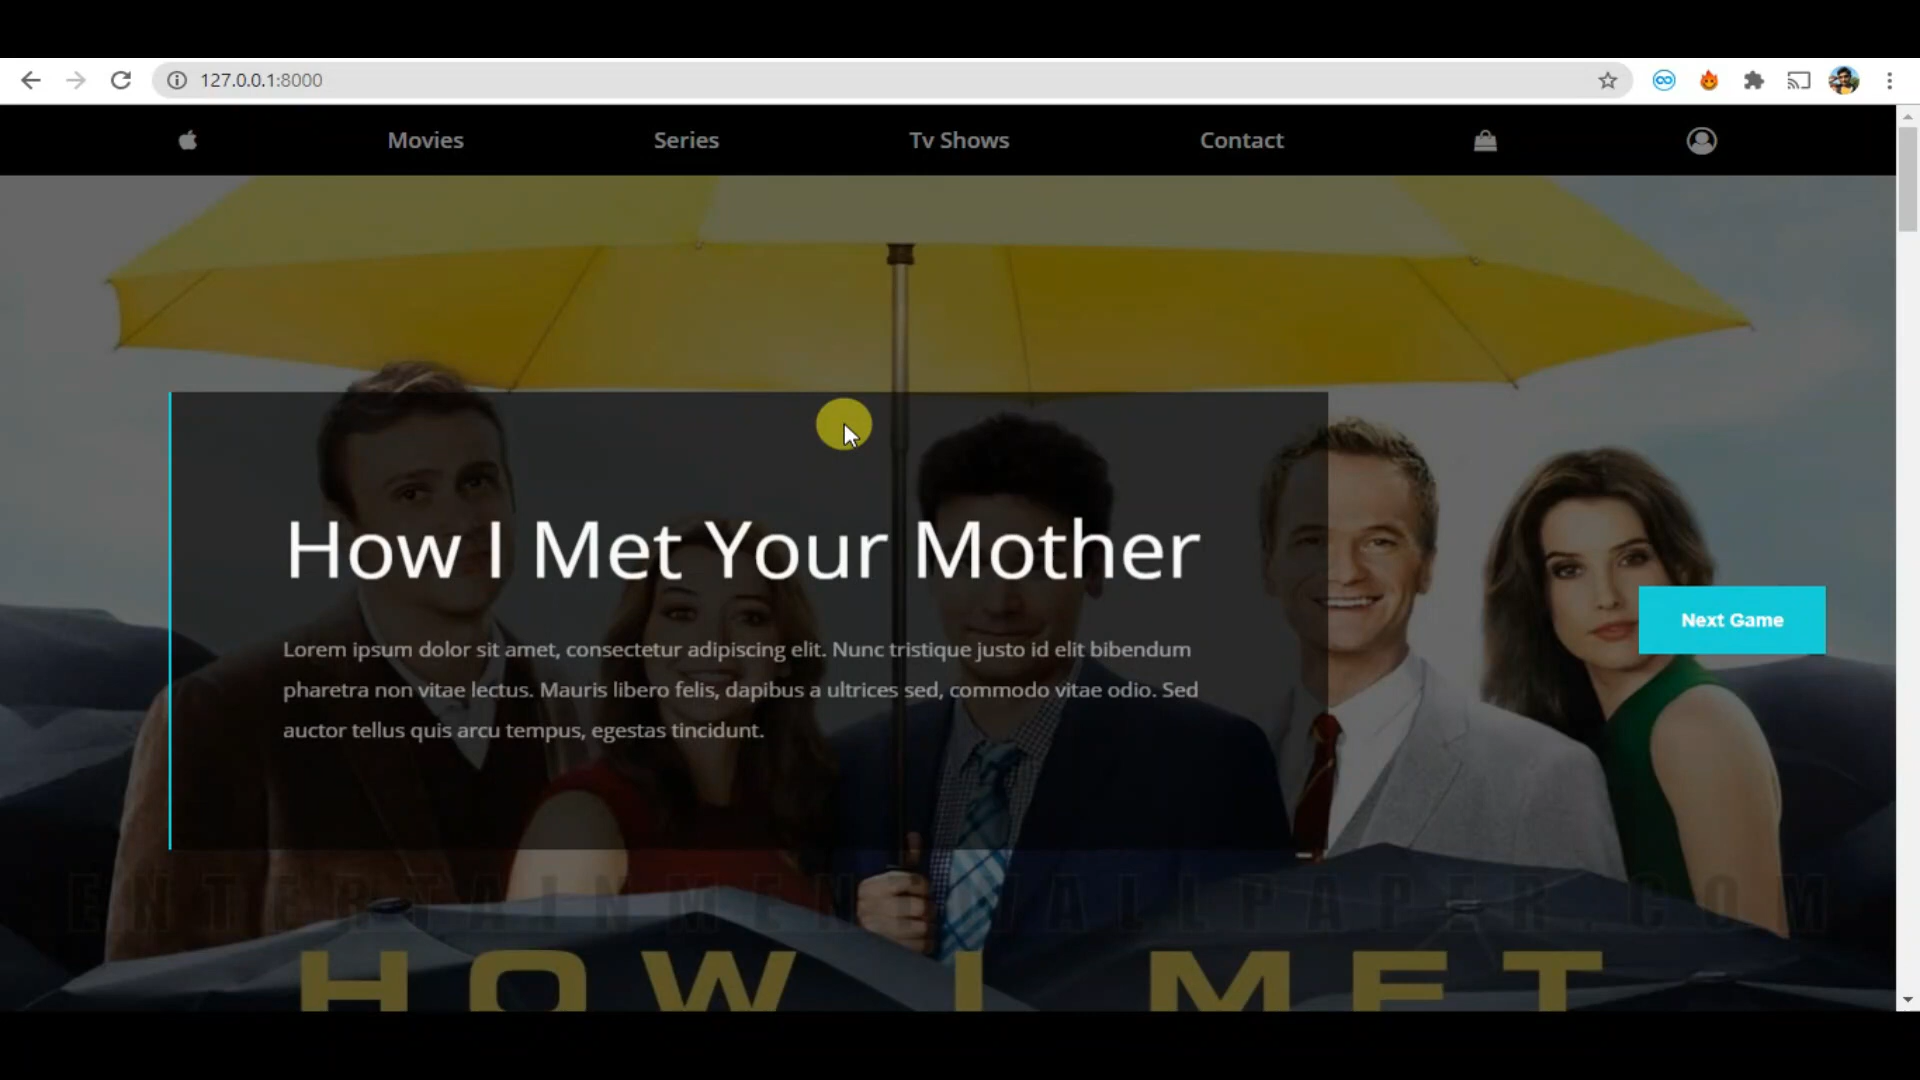 127.0.0.1:8000
Movies Series Tv Shows Contact
How I Met Your Mother
Lorem ipsum dolor sit amet, consectetur adipiscing elit. Nunc tristique justo id elit bibendum
pharetra non vitae lectus. Mauris libero felis, dapibus a ultrices sed, commodo vitae odio. Sed
auctor tellus quis arcu tempus, egestas tincidunt.
Next Game
ENTERTAINMENTWALLPAPER.COM
HOW I MET